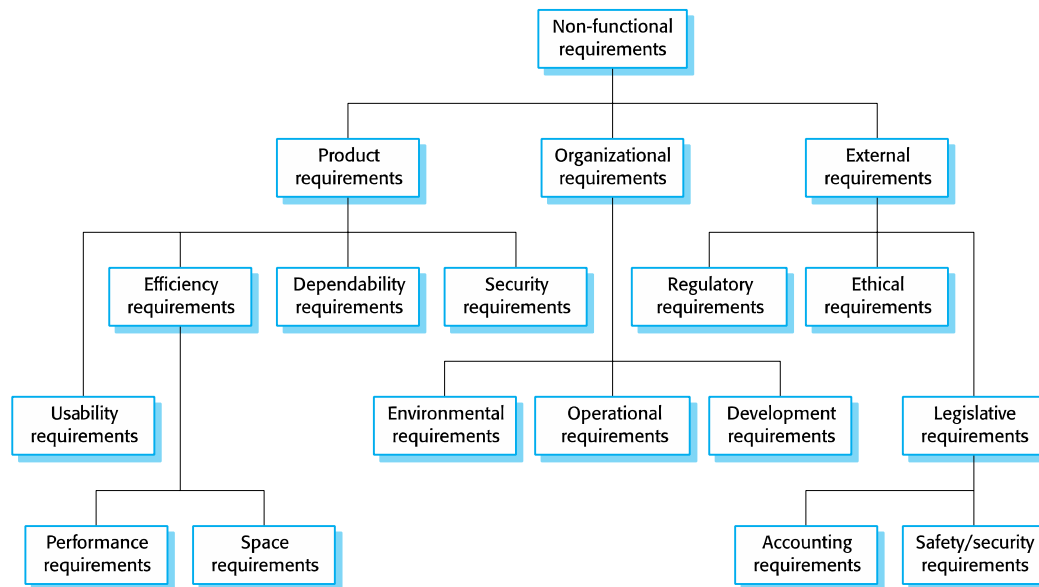 Non-functional
requirements
Product
requirements
Organizational
requirements
External
requirements
Efficiency
requirements
Dependability
requirements
Security
requirements
Regulatory
requirements
Ethical
requirements
Usability
requirements
Environmental
requirements
Operational
requirements
Development
requirements
Legislative
requirements
Performance
requirements
Space
requirements
Accounting
requirements
Safety/security
requirements